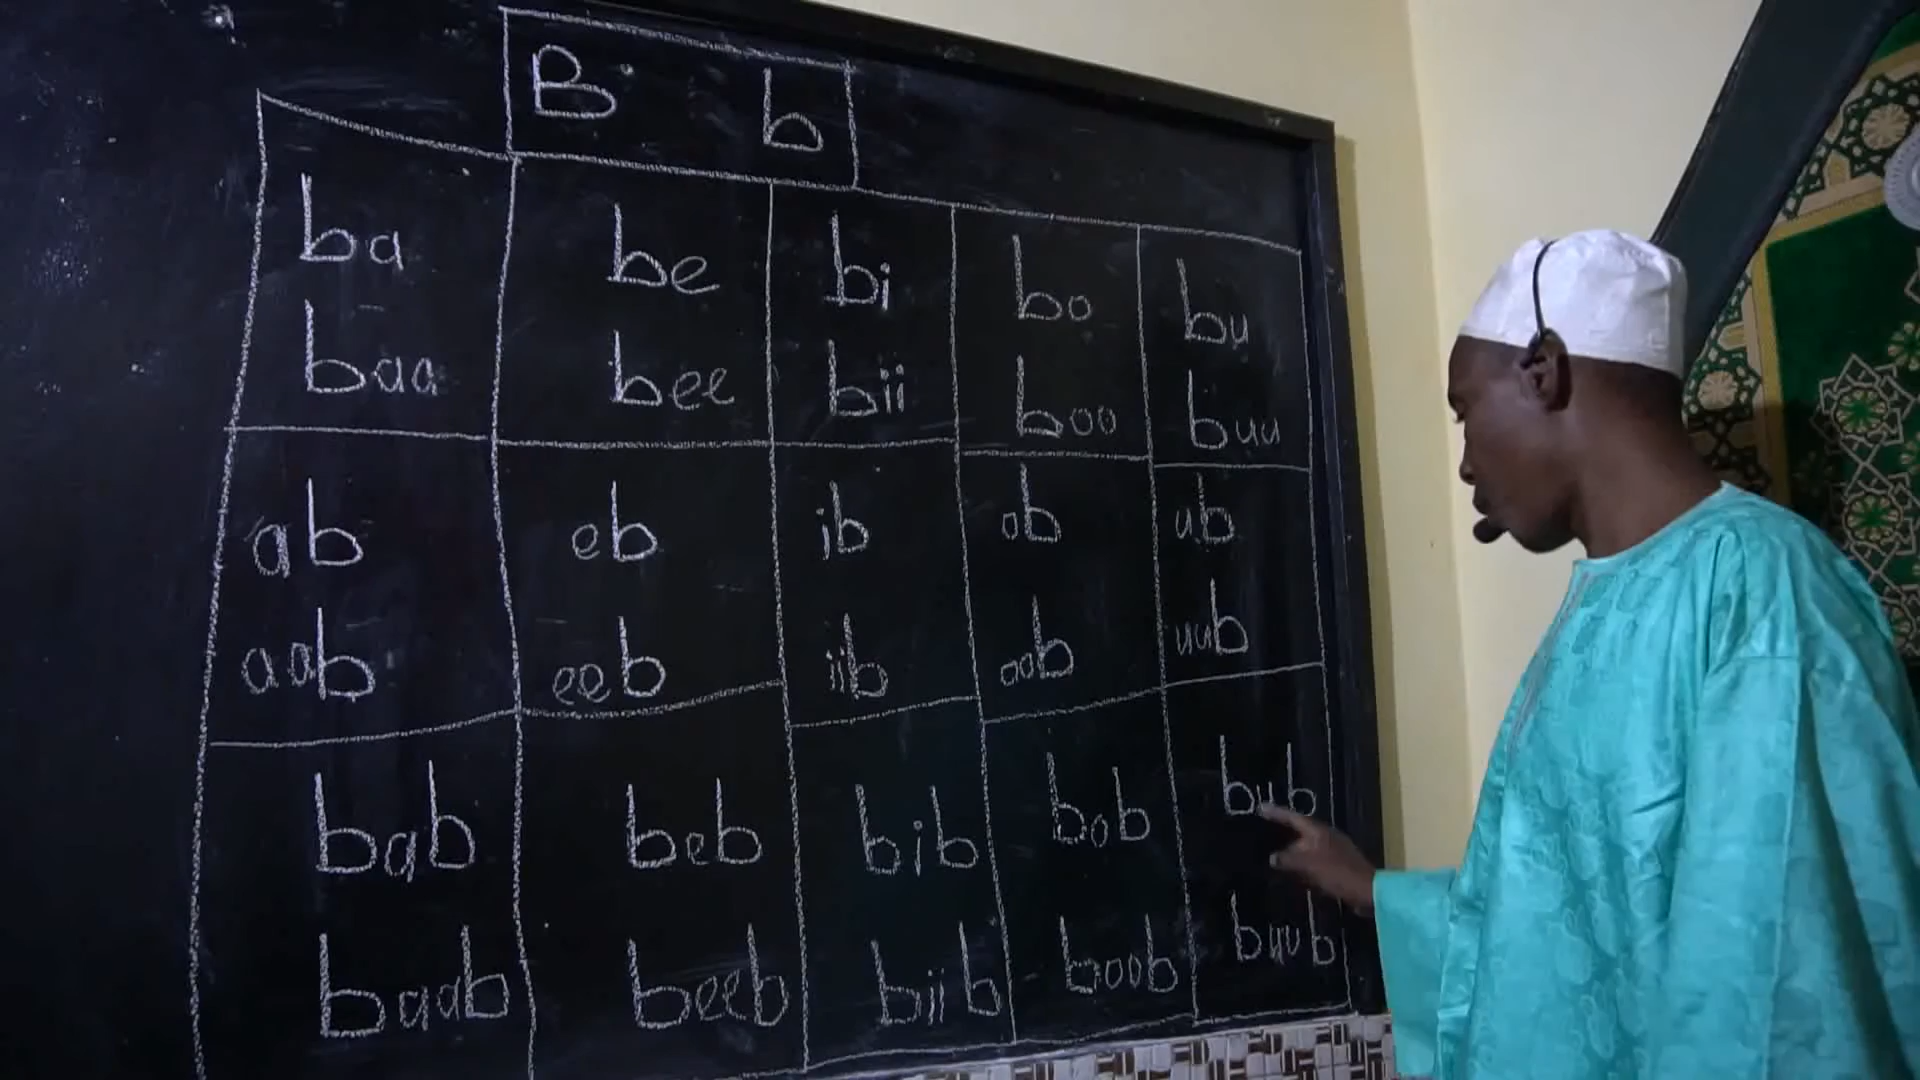 B b
ba be bi bo bu
baa bee bii boo buu
ab eb ib ob ub
aab eeb iib oob uub
bab beb bib bob bub
baab beeb biib boob buub